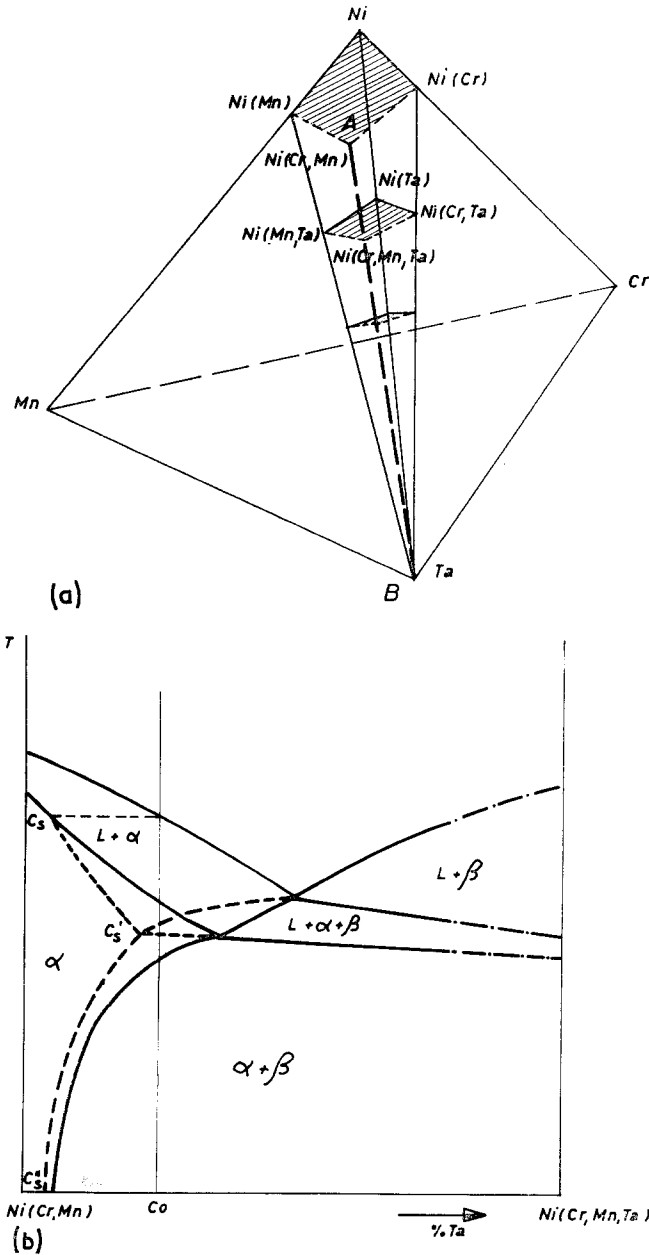 Ni
Ni(Mn)
Ni(Cr)
A
Ni(Cr,Mn)
Ni(Ta)
Ni(Mn,Ta)
Ni(Cr,Ta)
Ni(Cr,Mn,Ta)
Cr
Mn
Ta
B
(a)
T
Cs
L + α
L + β
Cs'
L + α + β
α
α + β
Cs"
Ni(Cr,Mn)
Co
%Ta
Ni(Cr,Mn,Ta)
(b)